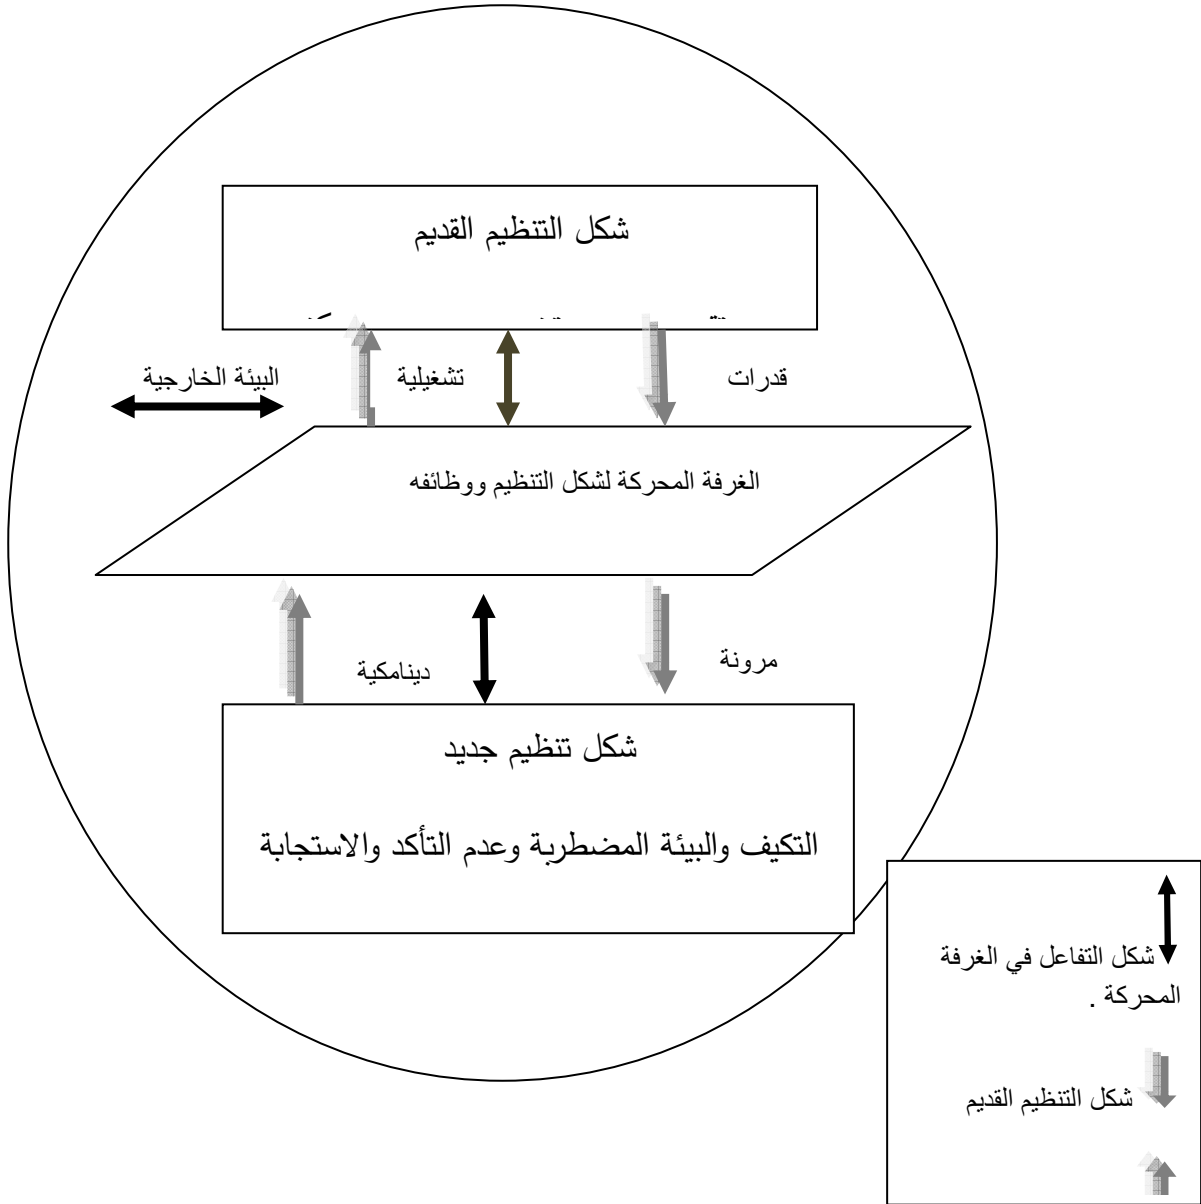 شكل التنظيم القديم
قدرات
تشغيلية
البيئة الخارجية
الغرفة المحركة لشكل التنظيم ووظائفه
مرونة
دينامكية
شكل تنظيم جديد
التكيف والبيئة المضطربة وعدم التأكد والاستجابة
شكل التفاعل في الغرفة
المحركة .
شكل التنظيم القديم